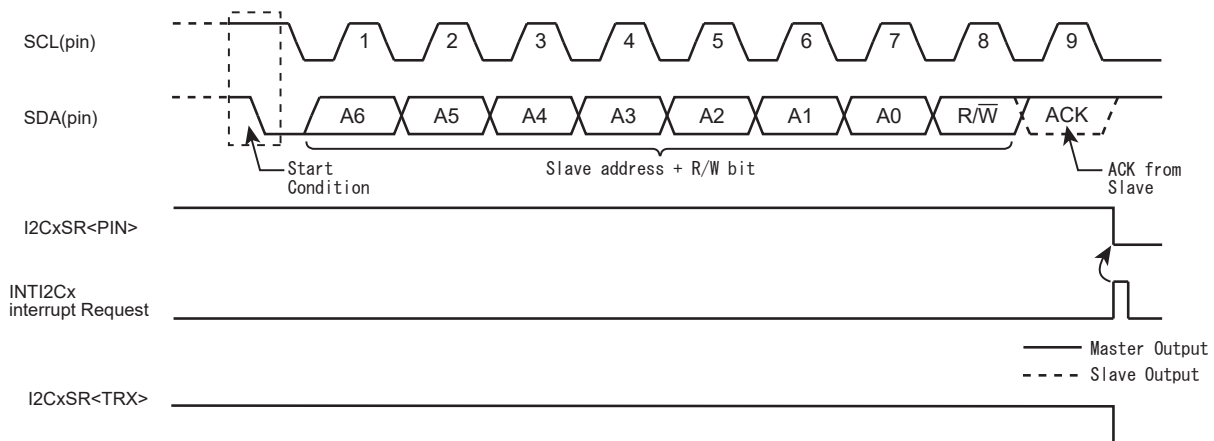 SCL(pin)
1 2 3 4 5 6 7 8 9
SDA(pin)
A6 A5 A4 A3 A2 A1 A0 R/W̅ ACK
Start
Condition
Slave address + R/W bit
ACK from
Slave
I2CxSR<PIN>
INTI2Cx
interrupt Request
Master Output
Slave Output
I2CxSR<TRX>